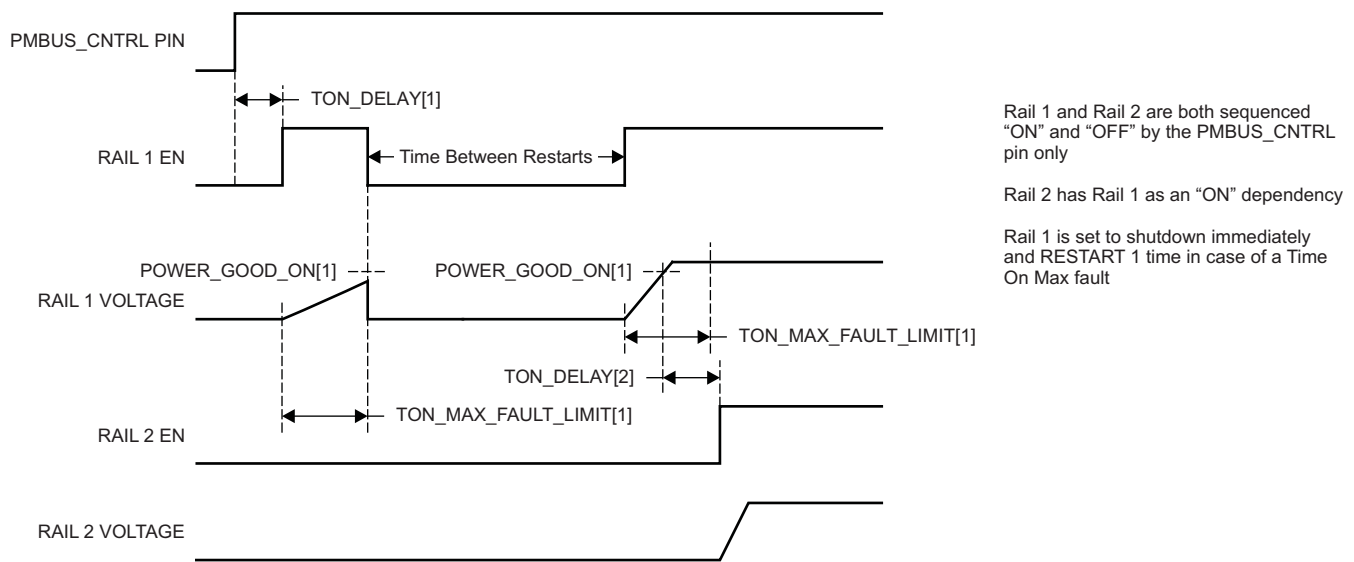 PMBUS_CNTRL PIN
TON_DELAY[1]
RAIL 1 EN
Time Between Restarts
POWER_GOOD_ON[1]
POWER_GOOD_ON[1]
RAIL 1 VOLTAGE
TON_MAX_FAULT_LIMIT[1]
TON_DELAY[2]
TON_MAX_FAULT_LIMIT[1]
RAIL 2 EN
RAIL 2 VOLTAGE
Rail 1 and Rail 2 are both sequenced
“ON” and “OFF” by the PMBUS_CNTRL
pin only
Rail 2 has Rail 1 as an “ON” dependency
Rail 1 is set to shutdown immediately
and RESTART 1 time in case of a Time
On Max fault